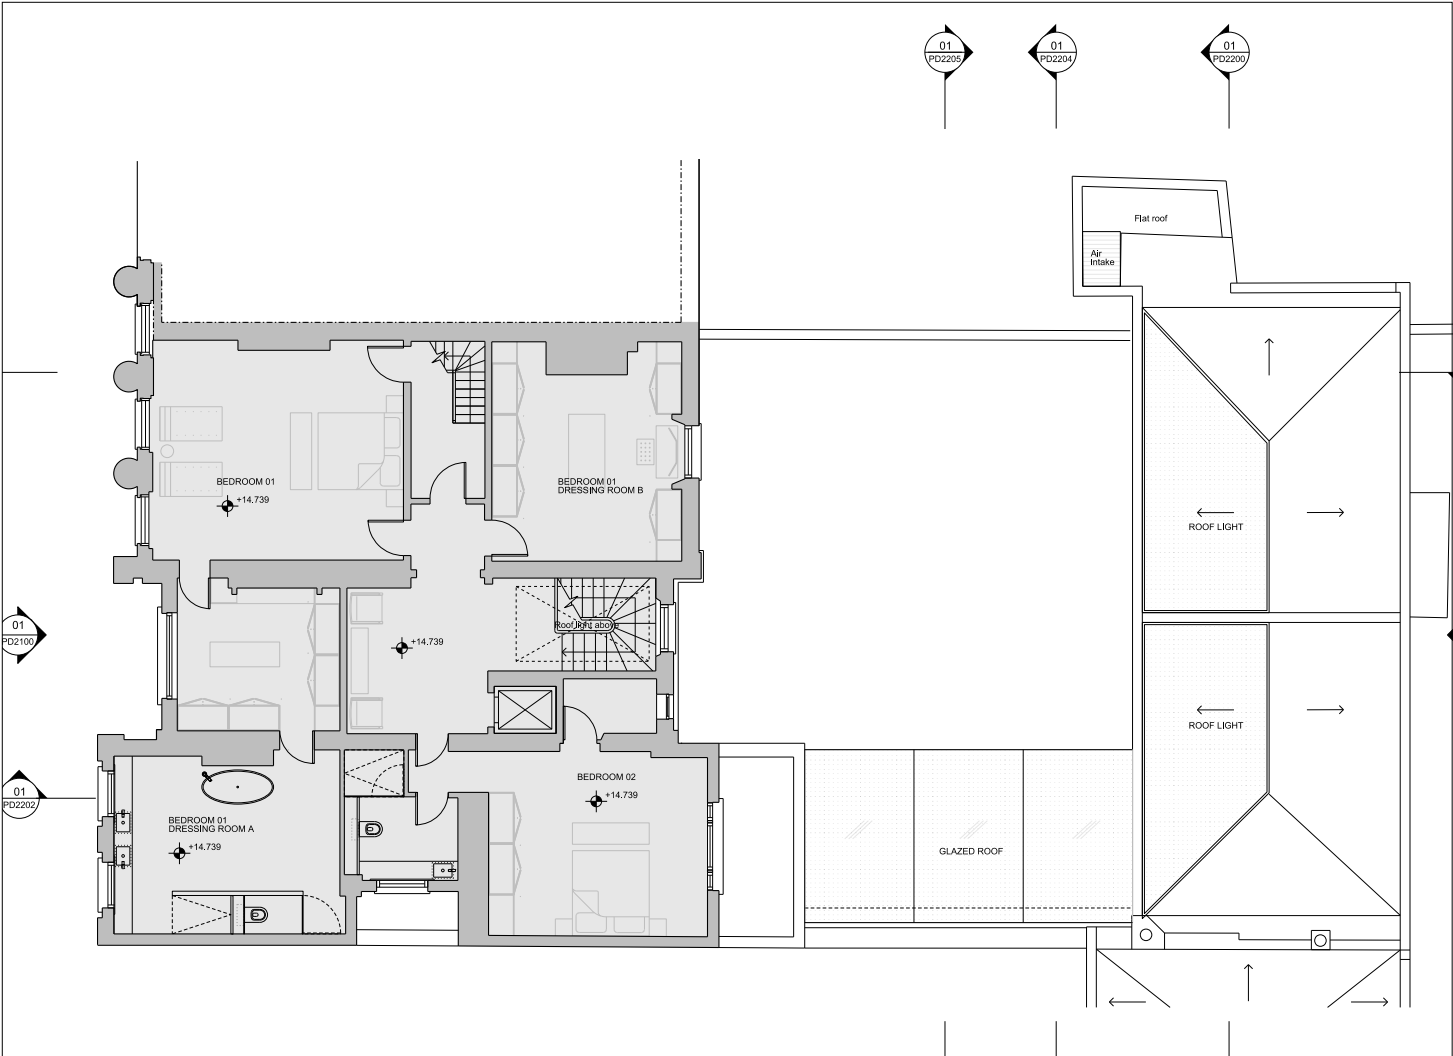 01
PD2205
01
PD2204
01
PD2200
Flat roof
Air
Intake
BEDROOM 01
+14.739
BEDROOM 01
DRESSING ROOM B
ROOF LIGHT
01
PD2100
Roof light above
+14.739
ROOF LIGHT
BEDROOM 02
+14.739
01
PD2202
BEDROOM 01
DRESSING ROOM A
+14.739
GLAZED ROOF